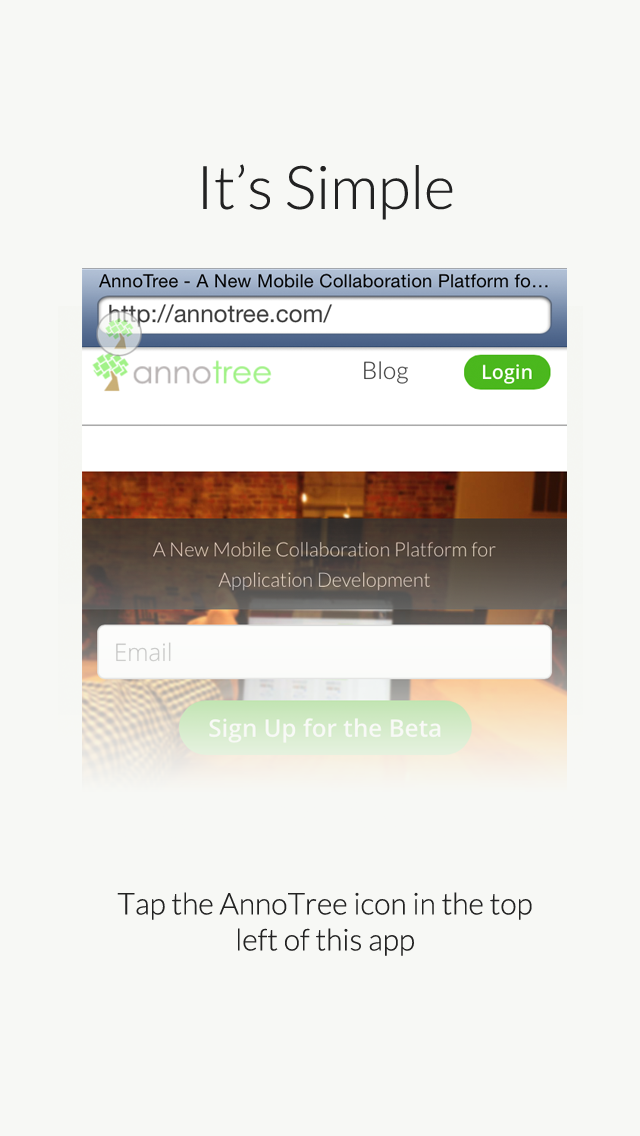 It’s Simple
AnnoTree - A New Mobile Collaboration Platform fo...
http://annotree.com/
annotree Blog Login
A New Mobile Collaboration Platform for
Application Development
Email
Sign Up for the Beta
Tap the AnnoTree icon in the top
left of this app